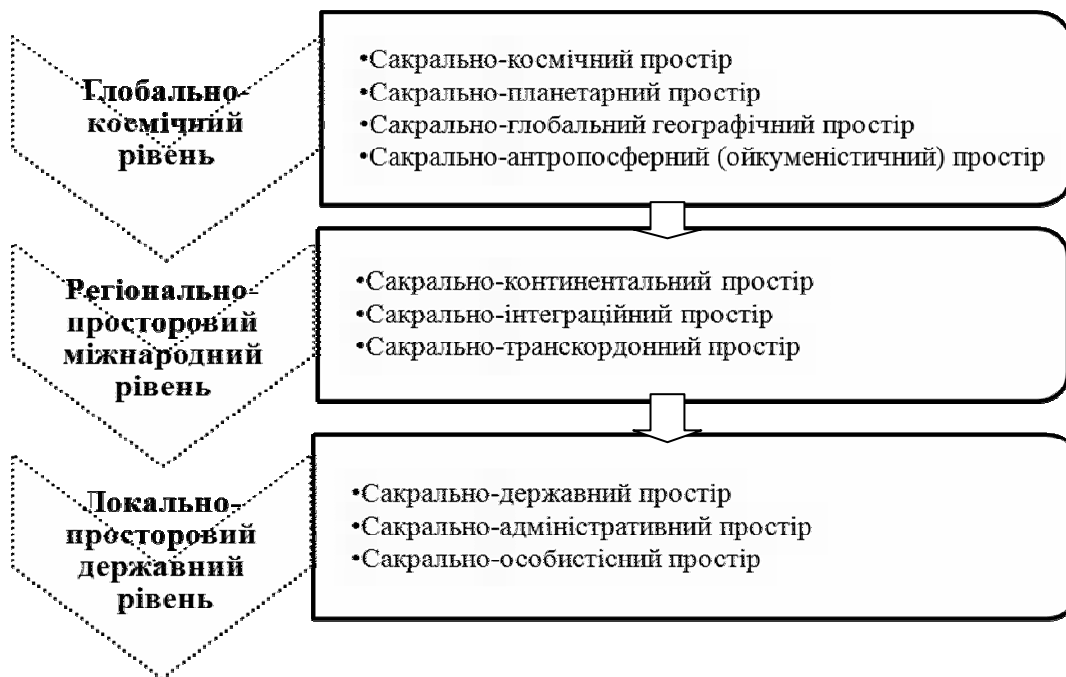 Глобально-
космічний
рівень
•Сакрально-космічний простір
•Сакрально-планетарний простір
•Сакрально-глобальний географічний простір
•Сакрально-антропосферний (ойкуменістичний) простір
Регіонально-
просторовий
міжнародний
рівень
•Сакрально-континентальний простір
•Сакрально-інтеграційний простір
•Сакрально-транскордонний простір
Локально-
просторовий
державний
рівень
•Сакрально-державний простір
•Сакрально-адміністративний простір
•Сакрально-особистісний простір